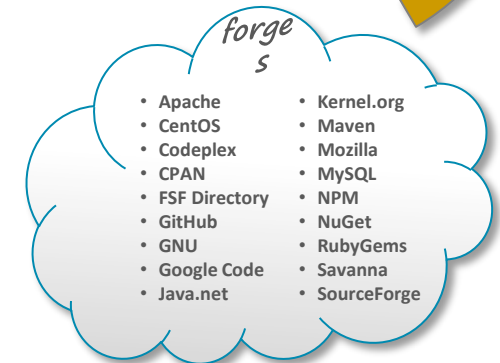 forge
s
• Apache
• CentOS
• Codeplex
• CPAN
• FSF Directory
• GitHub
• GNU
• Google Code
• Java.net
• Kernel.org
• Maven
• Mozilla
• MySQL
• NPM
• NuGet
• RubyGems
• Savanna
• SourceForge